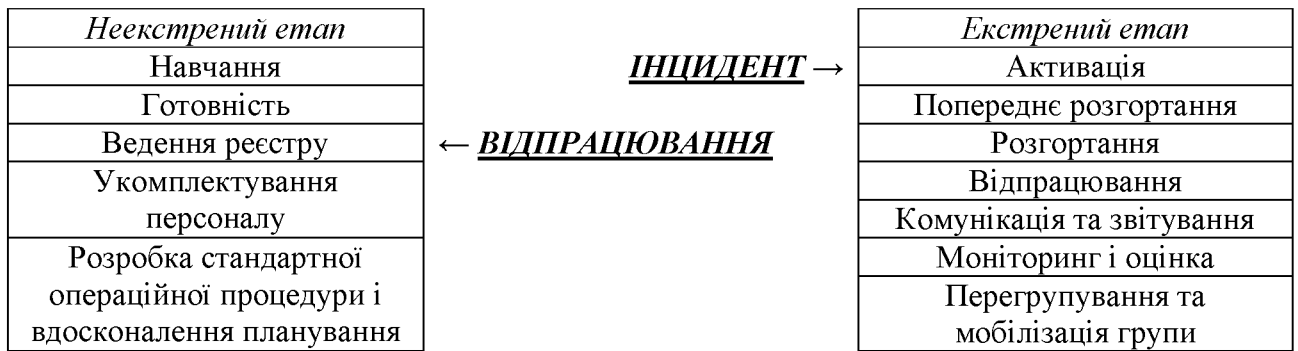 Неекстрений етап
Навчання
Готовність
Ведення реєстру
Укомплектування
персоналу
Розробка стандартної
операційної процедури і
вдосконалення планування
ІНЦИДЕНТ →
← ВІДПРАЦЮВАННЯ
Екстрений етап
Активація
Попереднє розгортання
Розгортання
Відпрацювання
Комунікація та звітування
Моніторинг і оцінка
Перегрупування та
мобілізація групи